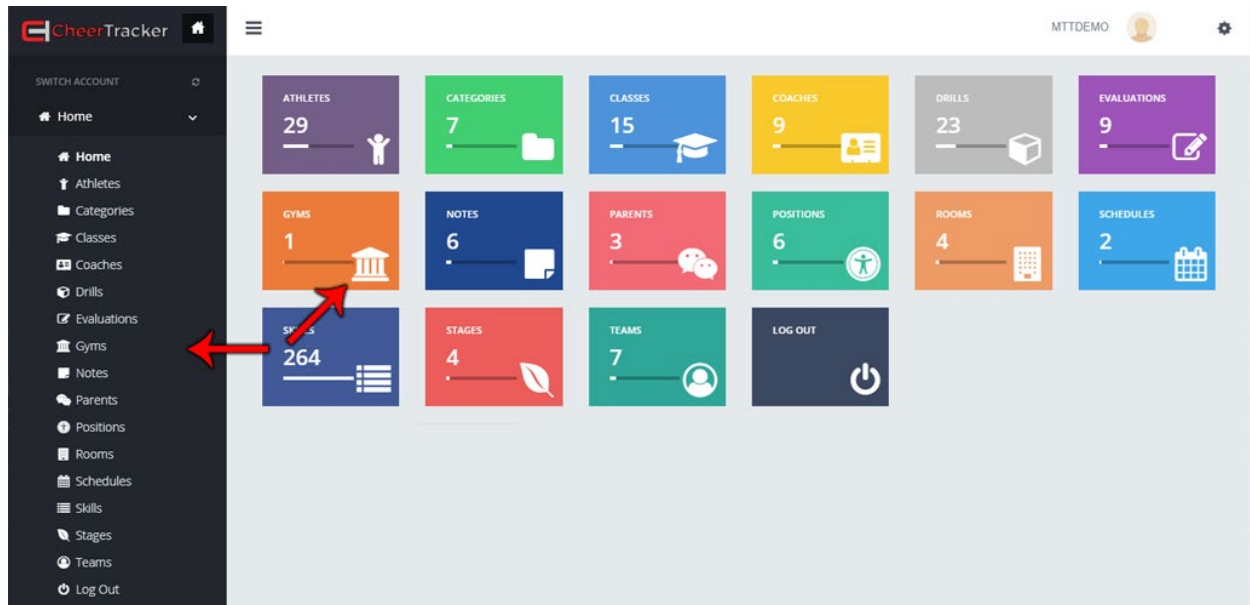 CheerTracker
MTTDEMO
SWITCH ACCOUNT
Home
Home
Athletes
Categories
Classes
Coaches
Drills
Evaluations
Gyms
Notes
Parents
Positions
Rooms
Schedules
Skills
Stages
Teams
Log Out
ATHLETES
29
CATEGORIES
7
CLASSES
15
COACHES
9
DRILLS
23
EVALUATIONS
9
GYMS
1
NOTES
6
PARENTS
3
POSITIONS
6
ROOMS
4
SCHEDULES
2
SKILLS
264
STAGES
4
TEAMS
7
LOG OUT